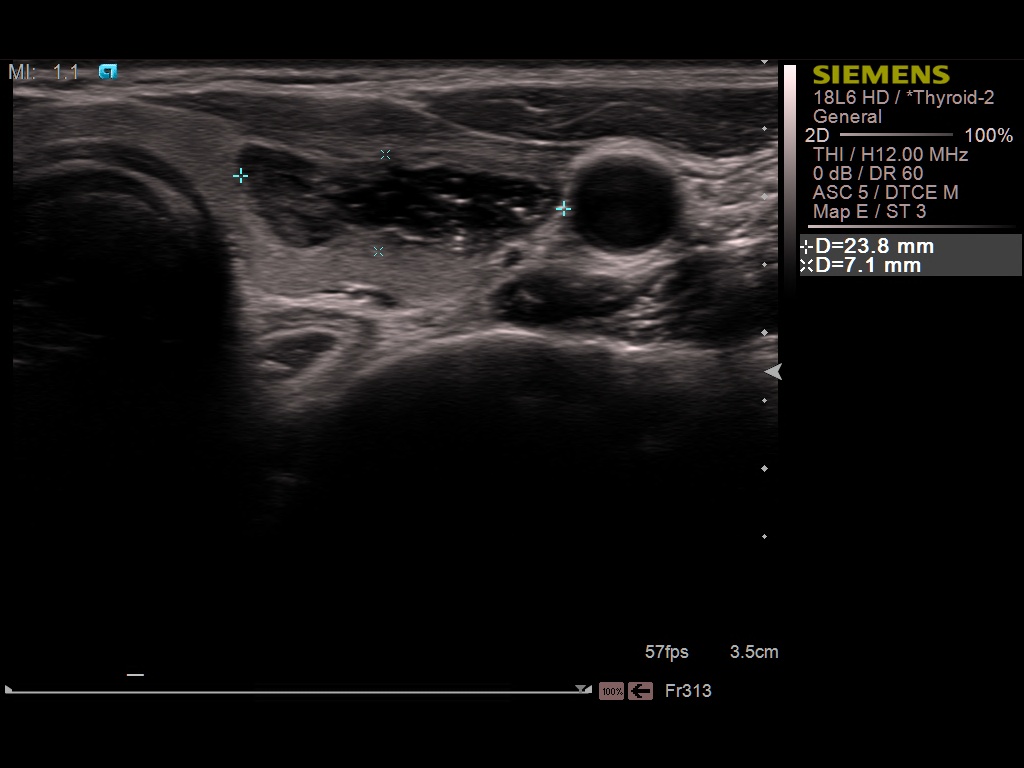 MI: 1.1
SIEMENS
18L6 HD / *Thyroid-2
General
2D 100%
THI / H12.00 MHz
0 dB / DR 60
ASC 5 / DTCE M
Map E / ST 3
D=23.8 mm
D=7.1 mm
57fps 3.5cm
100% Fr313